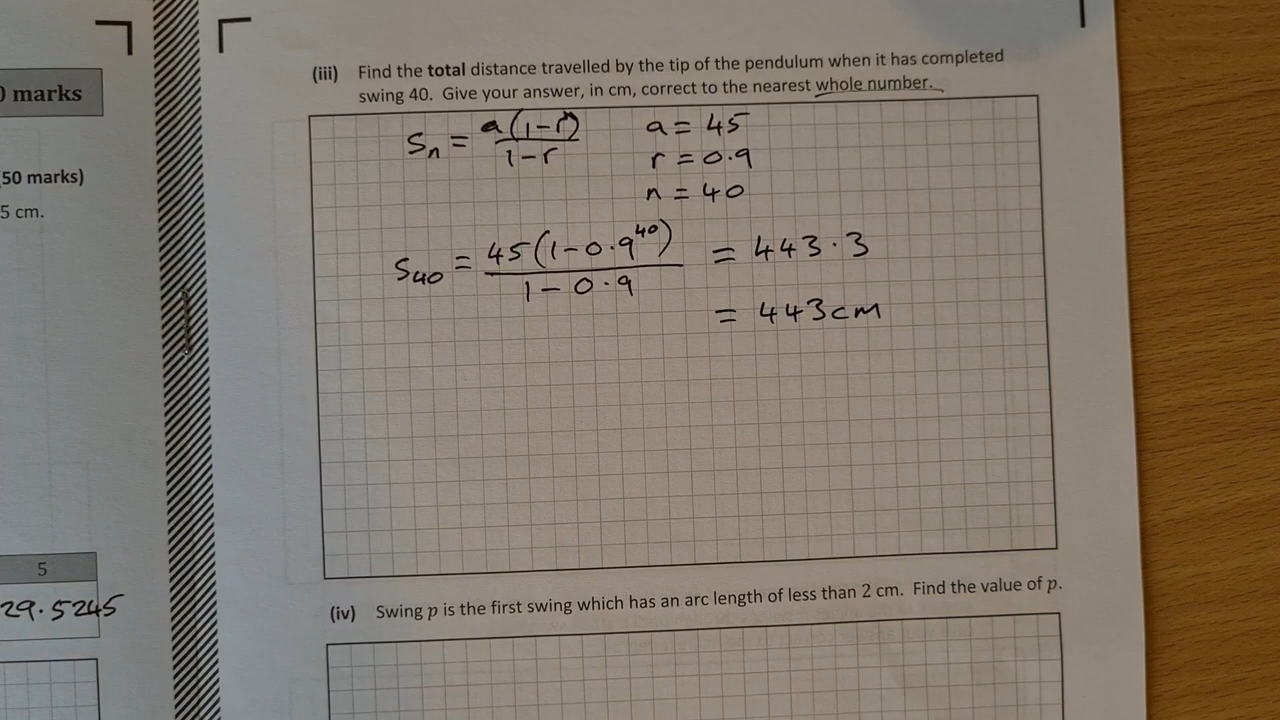 0 marks
(50 marks)
5 cm.
5
29.5245
(iii) Find the total distance travelled by the tip of the pendulum when it has completed
swing 40. Give your answer, in cm, correct to the nearest whole number.
Sₙ = a(1-rⁿ) / 1-r
a = 45
r = 0.9
n = 40
S₄₀ = 45(1-0.9⁴⁰) / 1-0.9 = 443.3
= 443cm
(iv) Swing p is the first swing which has an arc length of less than 2 cm. Find the value of p.